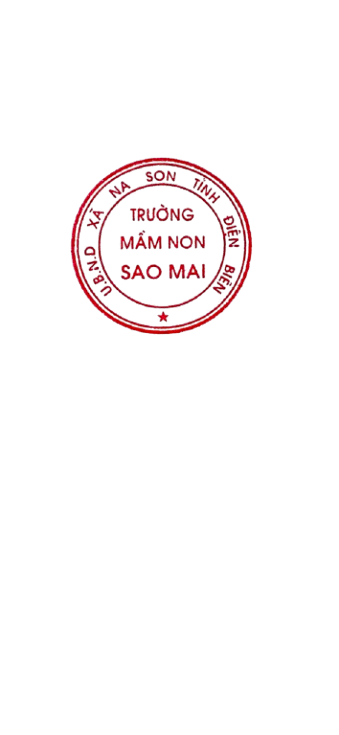 U.B.N.D XÃ NA SON TỈNH ĐIỆN BIÊN
TRƯỜNG
MẦM NON
SAO MAI